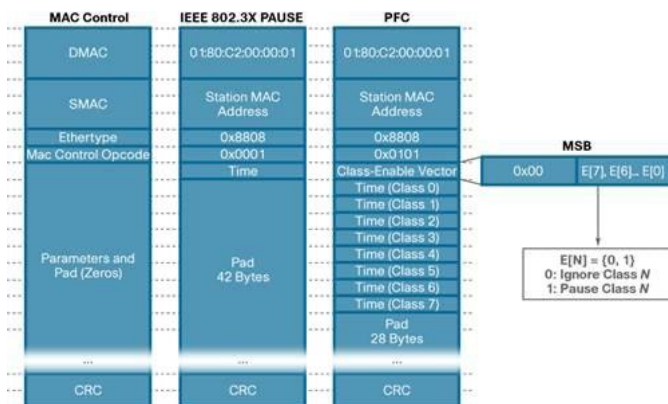 MAC Control
DMAC
SMAC
Ethertype
Mac Control Opcode
Parameters and
Pad (Zeros)
...
CRC
IEEE 802.3X PAUSE
01:80:C2:00:00:01
Station MAC
Address
0x8808
0x0001
Time
Pad
42 Bytes
...
CRC
PFC
01:80:C2:00:00:01
Station MAC
Address
0x8808
0x0101
Class-Enable Vector
Time (Class 0)
Time (Class 1)
Time (Class 2)
Time (Class 3)
Time (Class 4)
Time (Class 5)
Time (Class 6)
Time (Class 7)
Pad
28 Bytes
...
CRC
MSB
0x00
E[7], E[6]... E[0]
E[N] = {0, 1}
0: Ignore Class N
1: Pause Class N